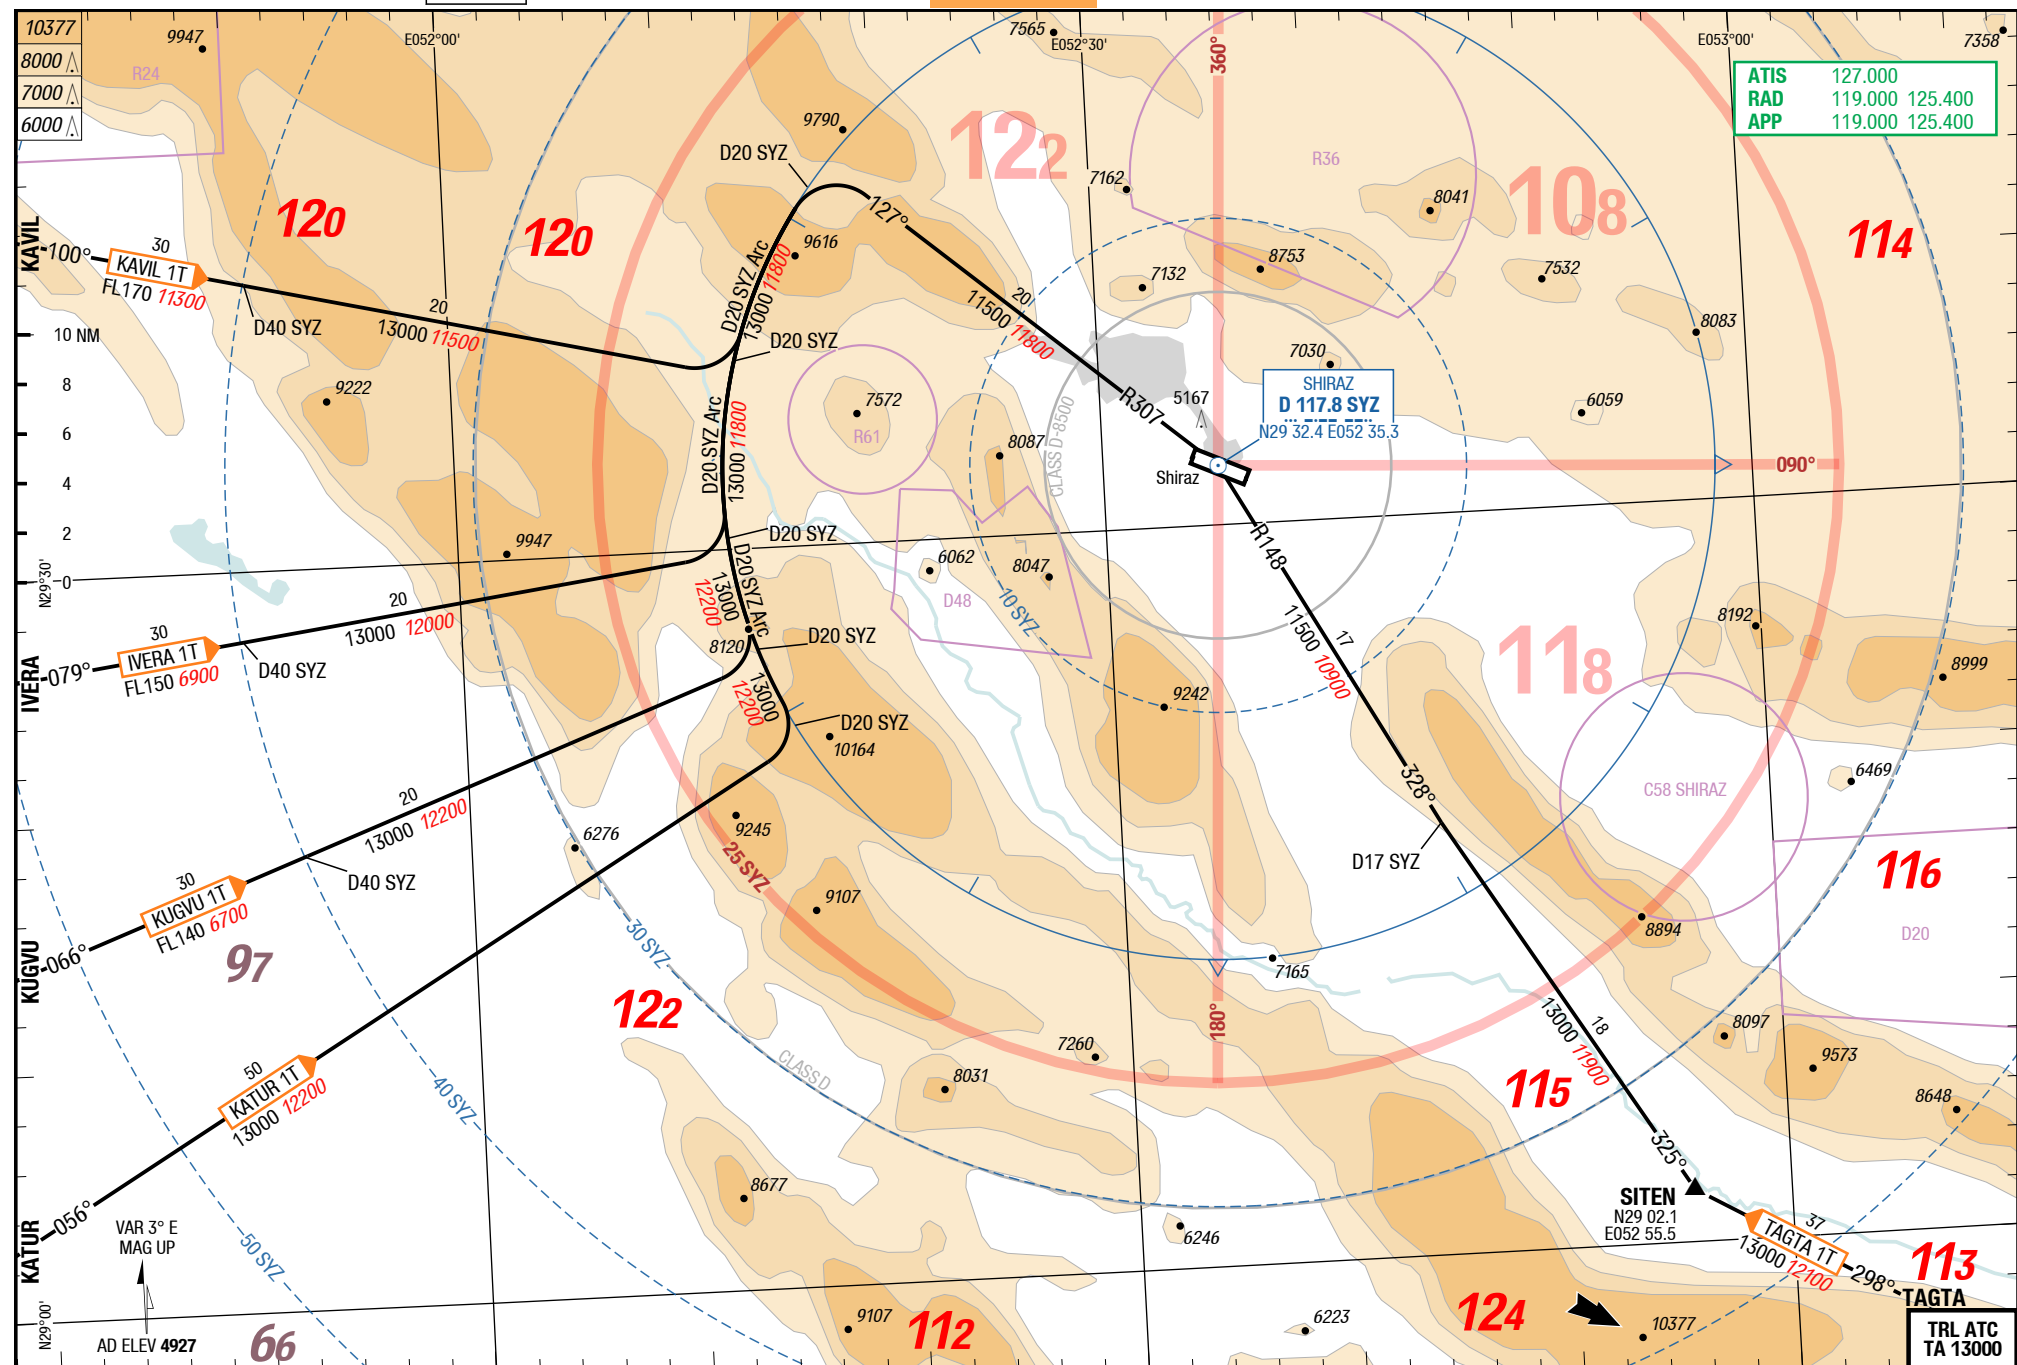 10377
8000
7000
6000
9947
R24
E052°00'
7565
E052°30'
360°
E053°00'
7358
ATIS 127.000
RAD 119.000 125.400
APP 119.000 125.400
9790
D20 SYZ
122
7162
R36
108
8041
120
120
127°
114
KAVIL
100°
30
KAVIL 1T
FL170 11300
D40 SYZ
20
13000 11500
9616
D20 SYZ Arc
13000 11800
8753
7132
7532
20
11500 11800
8083
10 NM
8
6
4
2
0
D20 SYZ
7030
9222
7572
R61
SHIRAZ
D 117.8 SYZ
N29 32.4 E052 35.3
6059
R307
5167
CLASS D-8500
D20 SYZ Arc
13000 11800
8087
Shiraz
090°
R148
9947
D20 SYZ
N29°30'
D20 SYZ Arc
13000
12200
6062
8047
D48
10 SYZ
20
13000 12000
IVERA
079°
30
IVERA 1T
FL150 6900
D40 SYZ
8120
D20 SYZ
17
11500 10900
8192
8999
118
13000
12200
9242
D20 SYZ
10164
328°
C58 SHIRAZ
6469
20
13000 12200
D40 SYZ
9245
6276
D17 SYZ
25 SYZ
116
KUGVU
066°
30
KUGVU 1T
FL140 6700
9107
8894
D20
97
30 SYZ
7165
122
180°
18
13000 11900
8097
9573
7260
CLASS D
8031
115
8648
50
KATUR 1T
13000 12200
40 SYZ
325°
8677
SITEN
N29 02.1
E052 55.5
37
TAGTA 1T
13000 12100
298°
TAGTA
113
KATUR
056°
VAR 3° E
MAG UP
50 SYZ
6246
N29°00'
AD ELEV 4927
66
9107
112
6223
124
10377
TRL ATC
TA 13000